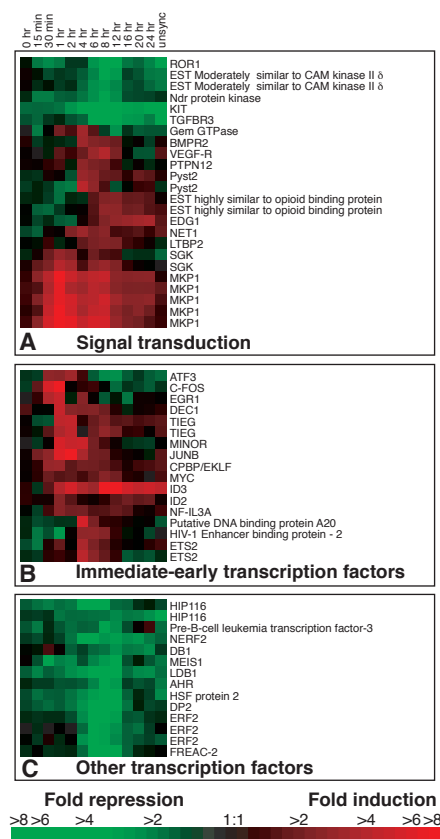 0 hr
15 min
30 min
1 hr
2 hr
4 hr
6 hr
8 hr
12 hr
16 hr
20 hr
24 hr
unsync
ROR1
EST Moderately similar to CAM kinase II δ
EST Moderately similar to CAM kinase II δ
Ndr protein kinase
KIT
TGFBR3
Gem GTPase
BMPR2
VEGF-R
PTPN12
Pyst2
Pyst2
EST highly similar to opioid binding protein
EST highly similar to opioid binding protein
EDG1
NET1
LTBP2
SGK
SGK
MKP1
MKP1
MKP1
MKP1
MKP1
A Signal transduction
ATF3
C-FOS
EGR1
DEC1
TIEG
TIEG
MINOR
JUNB
CPBP/EKLF
MYC
ID3
ID2
NF-IL3A
Putative DNA binding protein A20
HIV-1 Enhancer binding protein - 2
ETS2
ETS2
B Immediate-early transcription factors
HIP116
HIP116
Pre-B-cell leukemia transcription factor-3
NERF2
DB1
MEIS1
LDB1
AHR
HSF protein 2
DP2
ERF2
ERF2
ERF2
FREAC-2
C Other transcription factors
Fold repression Fold induction
>8 >6 >4 >2 1:1 >2 >4 >6 >8